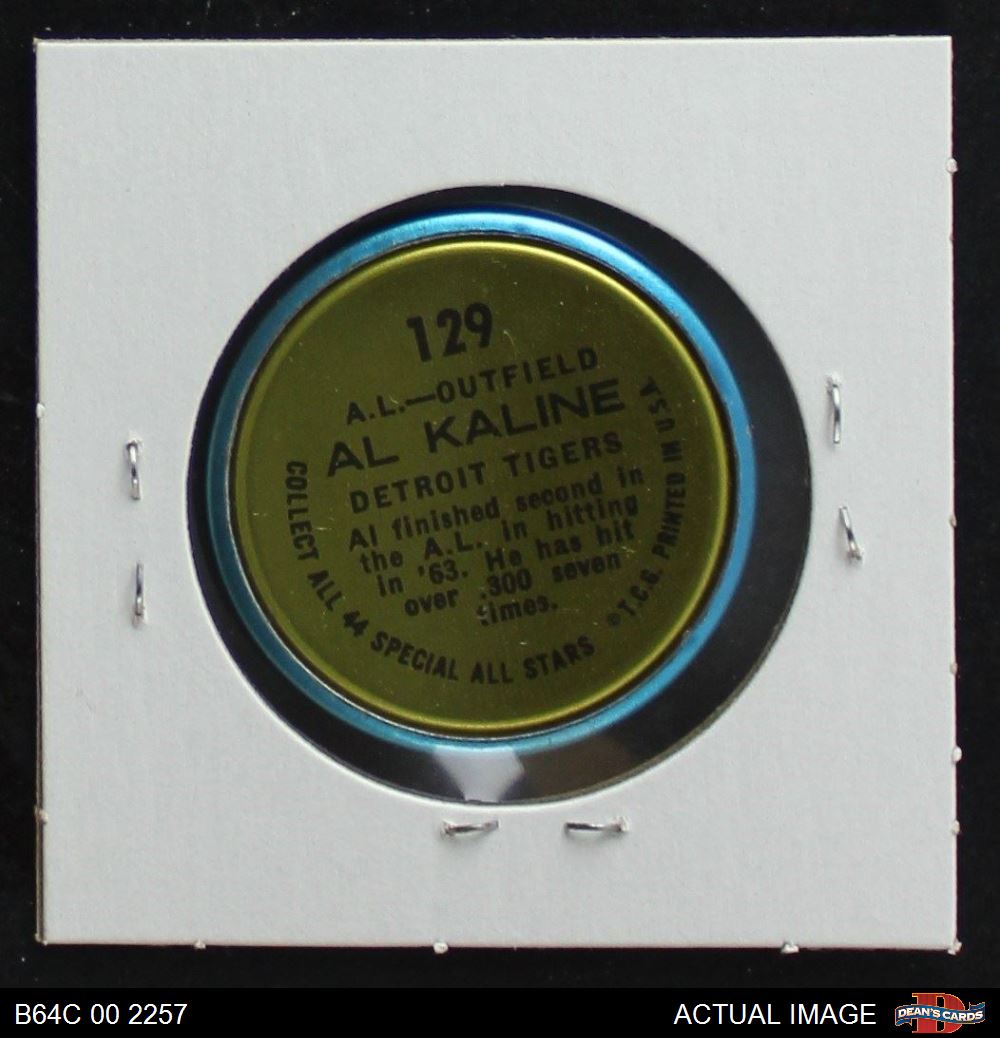 129
A.L.—OUTFIELD
AL KALINE
DETROIT TIGERS
Al finished second in
the A.L. in hitting
in '63. He has hit
over .300 seven
times.
COLLECT ALL 44 SPECIAL ALL STARS
©T.C.G. PRINTED IN USA
B64C 00 2257
ACTUAL IMAGE
D
DEAN'S CARDS